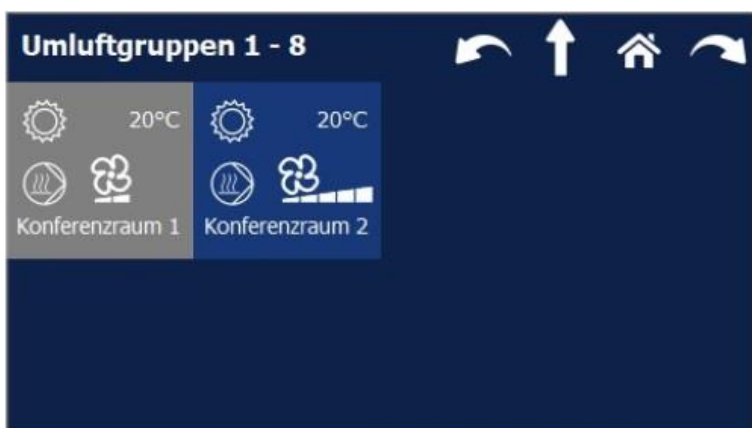 Umluftgruppen 1 - 8
20°C
20°C
Konferenzraum 1
Konferenzraum 2